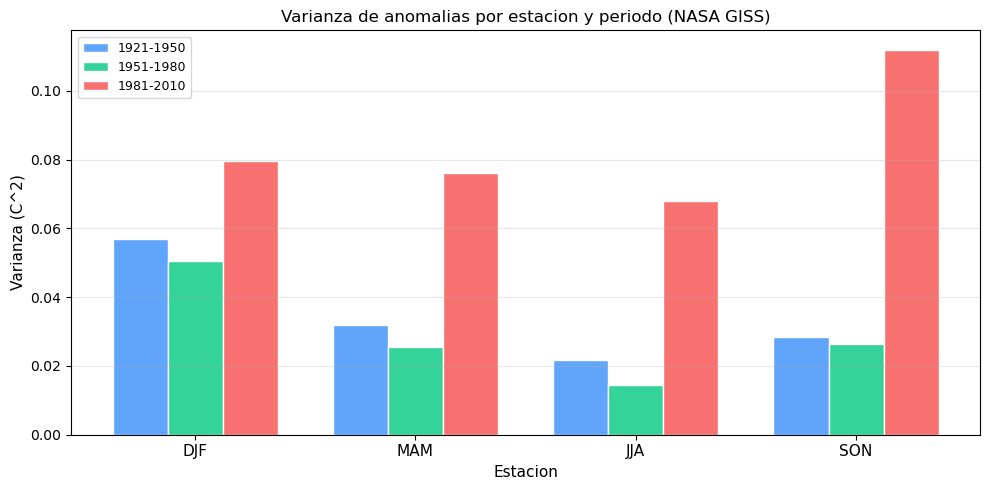 Varianza de anomalias por estacion y periodo (NASA GISS)
1921-1950
1951-1980
1981-2010
Varianza (C^2)
0.10
0.08
0.06
0.04
0.02
0.00
DJF MAM JJA SON
Estacion